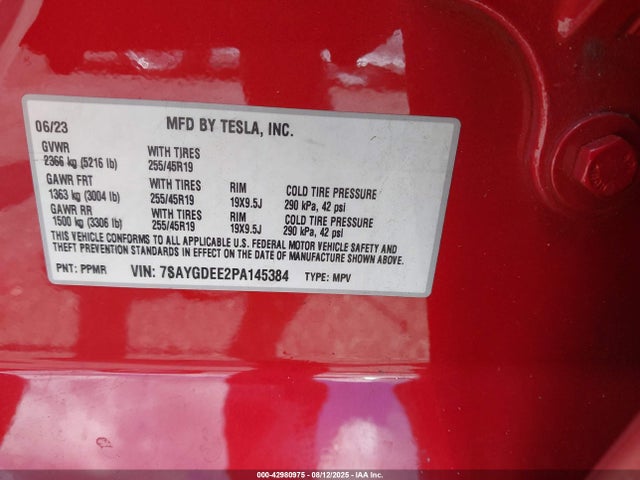 06/23 MFD BY TESLA, INC.
GVWR WITH TIRES
2366 kg (5216 lb) 255/45R19
GAWR FRT WITH TIRES RIM COLD TIRE PRESSURE
1363 kg (3004 lb) 255/45R19 19X9.5J 290 kPa, 42 psi
GAWR RR WITH TIRES RIM COLD TIRE PRESSURE
1500 kg (3306 lb) 255/45R19 19X9.5J 290 kPa, 42 psi
THIS VEHICLE CONFORMS TO ALL APPLICABLE U.S. FEDERAL MOTOR VEHICLE SAFETY AND
THEFT PREVENTION STANDARDS IN EFFECT ON THE DATE OF MANUFACTURE SHOWN ABOVE.
PNT: PPMR VIN: 7SAYGDEE2PA145384 TYPE: MPV
000-42980975 - 08/12/2025 - IAA Inc.